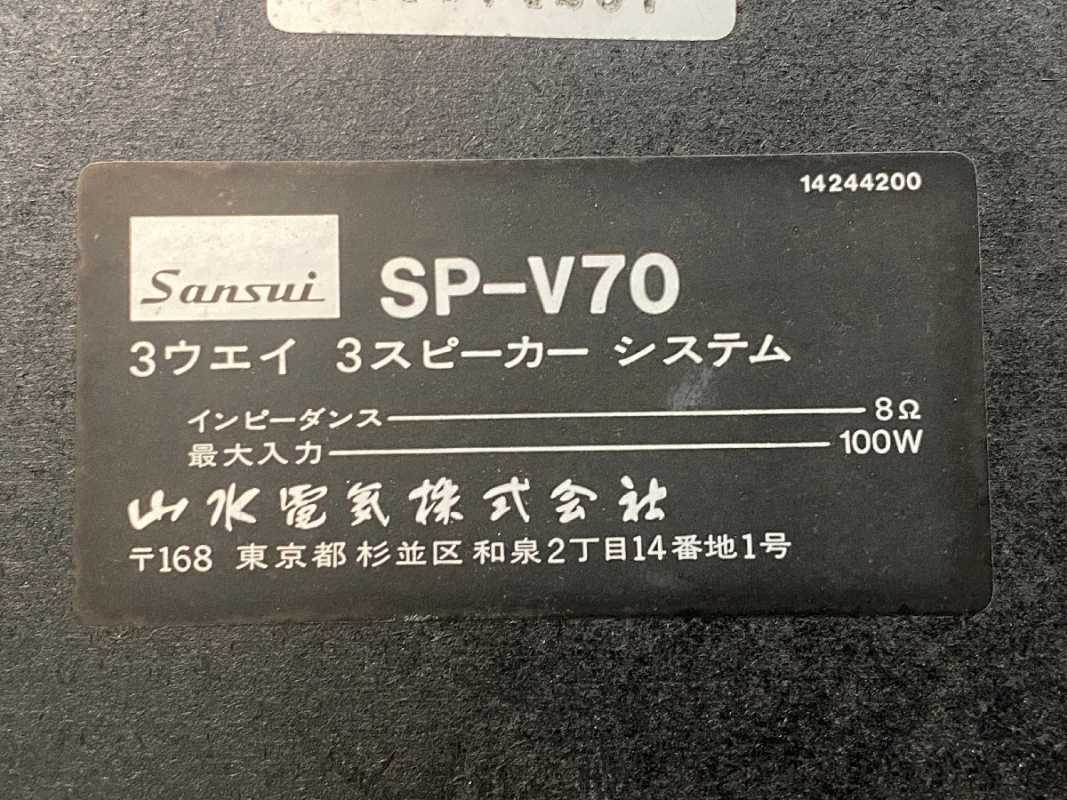 14244200
Sansui SP-V70
3ウエイ 3スピーカー システム
インピーダンス 8Ω
最大入力 100W
山水電気株式会社
〒168 東京都 杉並区 和泉2丁目14番地1号